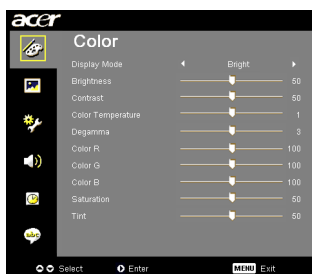 acer
Color
Display Mode Bright
Brightness 50
Contrast 50
Color Temperature 1
Degamma 3
Color R 100
Color G 100
Color B 100
Saturation 50
Tint 50
abc
Select Enter MENU Exit